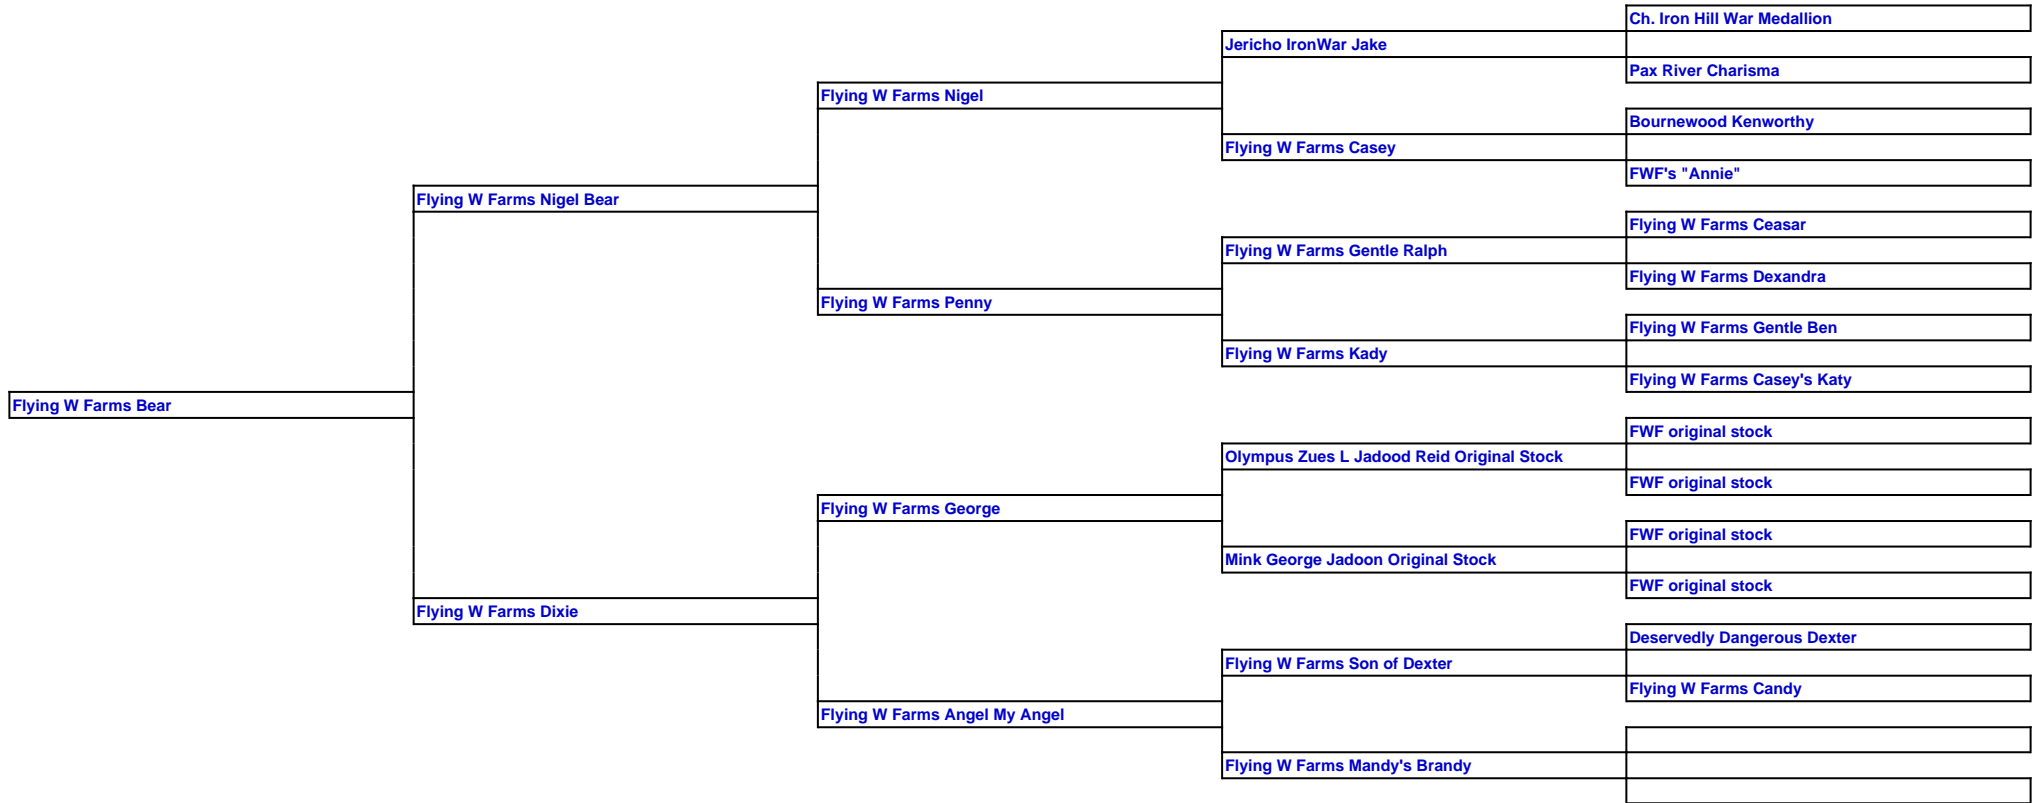 Ch. Iron Hill War Medallion
Jericho IronWar Jake
Pax River Charisma
Flying W Farms Nigel
Bournewood Kenworthy
Flying W Farms Casey
FWF's "Annie"
Flying W Farms Nigel Bear
Flying W Farms Ceasar
Flying W Farms Gentle Ralph
Flying W Farms Dexandra
Flying W Farms Penny
Flying W Farms Gentle Ben
Flying W Farms Kady
Flying W Farms Casey's Katy
Flying W Farms Bear
FWF original stock
Olympus Zues L Jadood Reid Original Stock
FWF original stock
Flying W Farms George
FWF original stock
Mink George Jadoon Original Stock
FWF original stock
Flying W Farms Dixie
Deservedly Dangerous Dexter
Flying W Farms Son of Dexter
Flying W Farms Candy
Flying W Farms Angel My Angel
Flying W Farms Mandy's Brandy